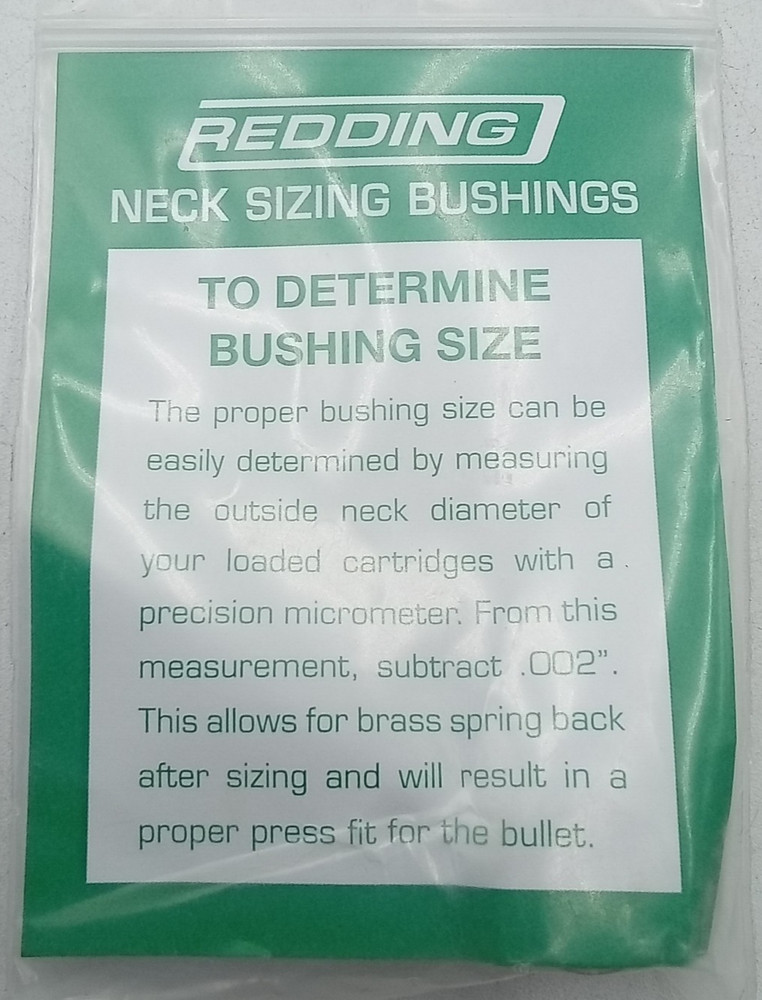 REDDING
NECK SIZING BUSHINGS
TO DETERMINE
BUSHING SIZE
The proper bushing size can be
easily determined by measuring
the outside neck diameter of
your loaded cartridges with a
precision micrometer. From this
measurement, subtract .002”.
This allows for brass spring back
after sizing and will result in a
proper press fit for the bullet.